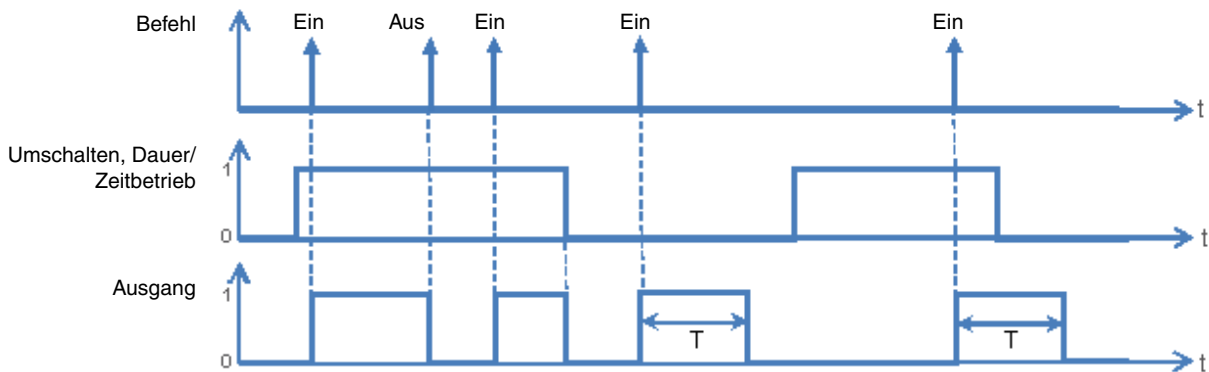 Befehl Ein Aus Ein Ein Ein
t
Umschalten, Dauer/
Zeitbetrieb
1
0
t
Ausgang
1
T T
0
t